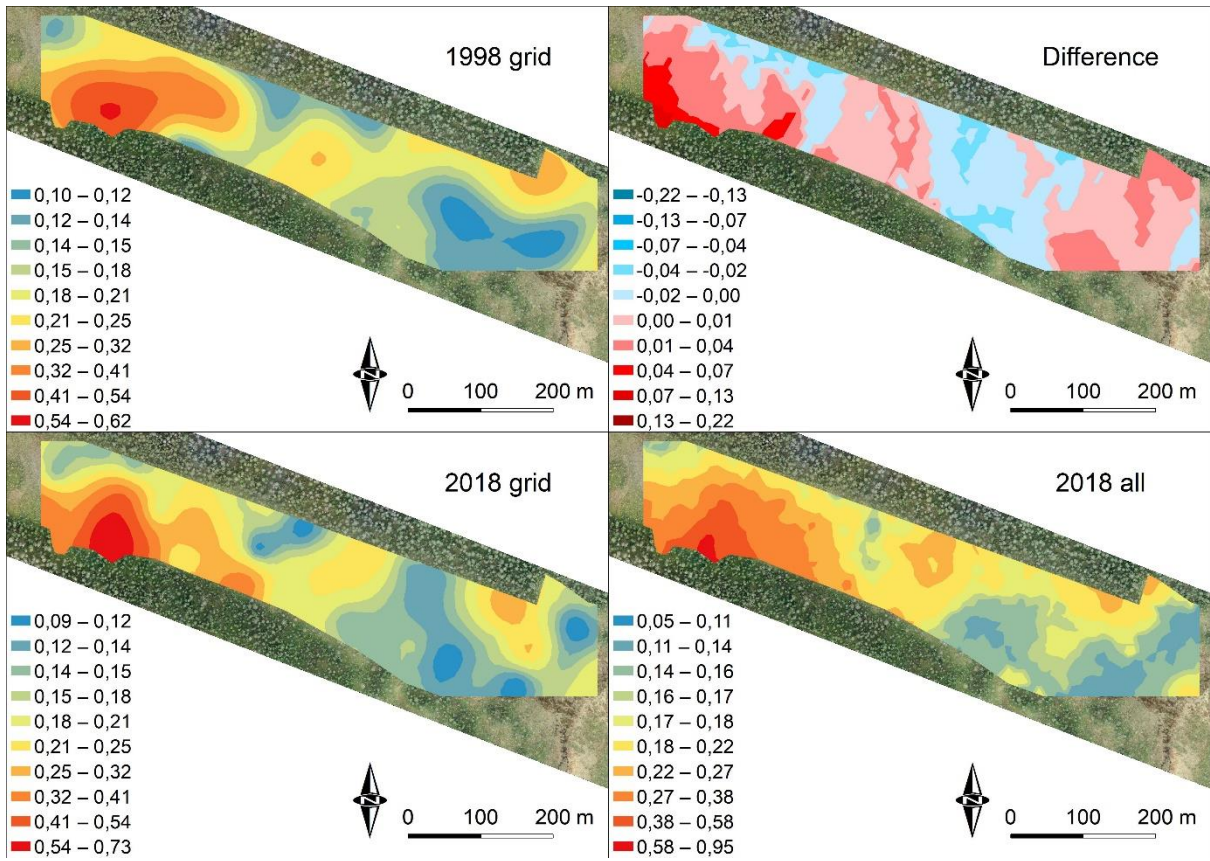 1998 grid
0,10 – 0,12
0,12 – 0,14
0,14 – 0,15
0,15 – 0,18
0,18 – 0,21
0,21 – 0,25
0,25 – 0,32
0,32 – 0,41
0,41 – 0,54
0,54 – 0,62
N
0 100 200 m
Difference
-0,22 – -0,13
-0,13 – -0,07
-0,07 – -0,04
-0,04 – -0,02
-0,02 – 0,00
0,00 – 0,01
0,01 – 0,04
0,04 – 0,07
0,07 – 0,13
0,13 – 0,22
N
0 100 200 m
2018 grid
0,09 – 0,12
0,12 – 0,14
0,14 – 0,15
0,15 – 0,18
0,18 – 0,21
0,21 – 0,25
0,25 – 0,32
0,32 – 0,41
0,41 – 0,54
0,54 – 0,73
N
0 100 200 m
2018 all
0,05 – 0,11
0,11 – 0,14
0,14 – 0,16
0,16 – 0,17
0,17 – 0,18
0,18 – 0,22
0,22 – 0,27
0,27 – 0,38
0,38 – 0,58
0,58 – 0,95
N
0 100 200 m